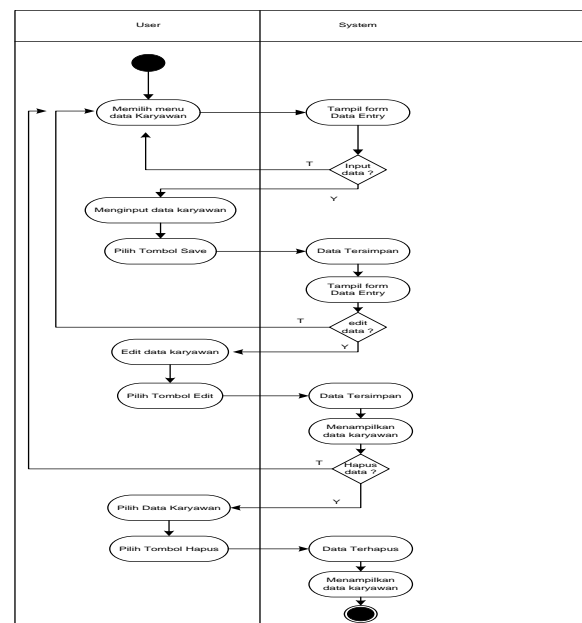 User
System
Memilih menu
data Karyawan
Tampil form
Data Entry
T
Input
data ?
Y
Menginput data karyawan
Pilih Tombol Save
Data Tersimpan
Tampil form
Data Entry
T
edit
data ?
Y
Edit data karyawan
Pilih Tombol Edit
Data Tersimpan
Menampilkan
data karyawan
T
Hapus
data ?
Y
Pilih Data Karyawan
Pilih Tombol Hapus
Data Terhapus
Menampilkan
data karyawan